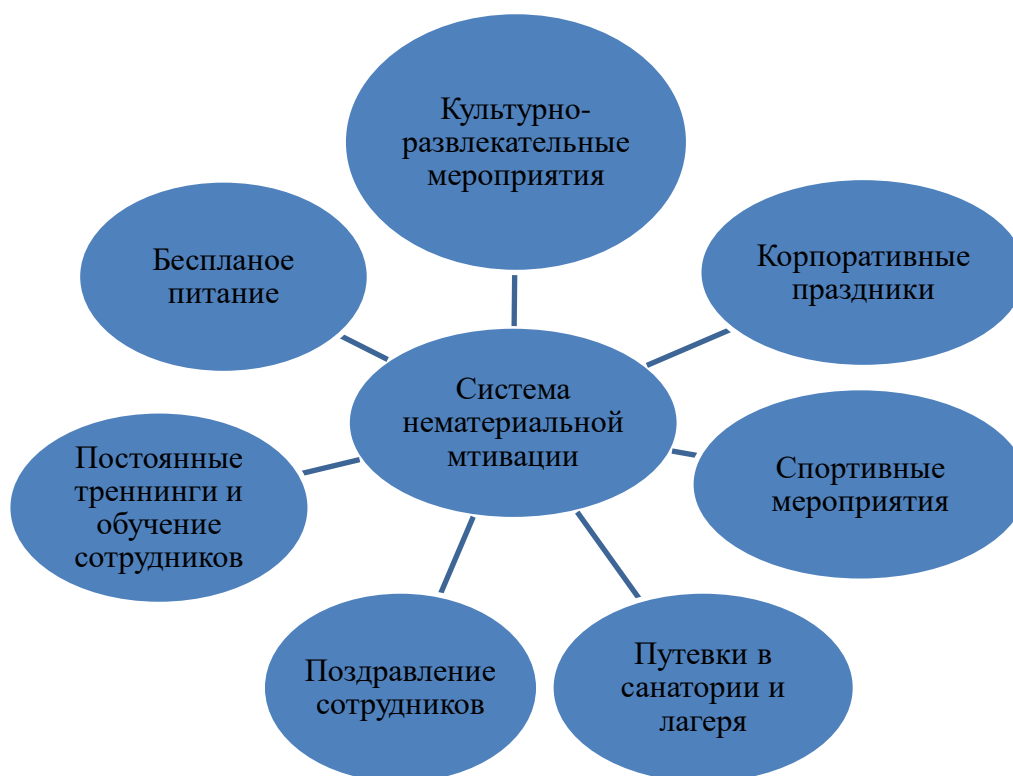 Культурно-
развлекательные
мероприятия
Беспланое
питание
Корпоративные
праздники
Система
нематериальной
мтивации
Постоянные
треннинги и
обучение
сотрудников
Спортивные
мероприятия
Поздравление
сотрудников
Путевки в
санатории и
лагеря